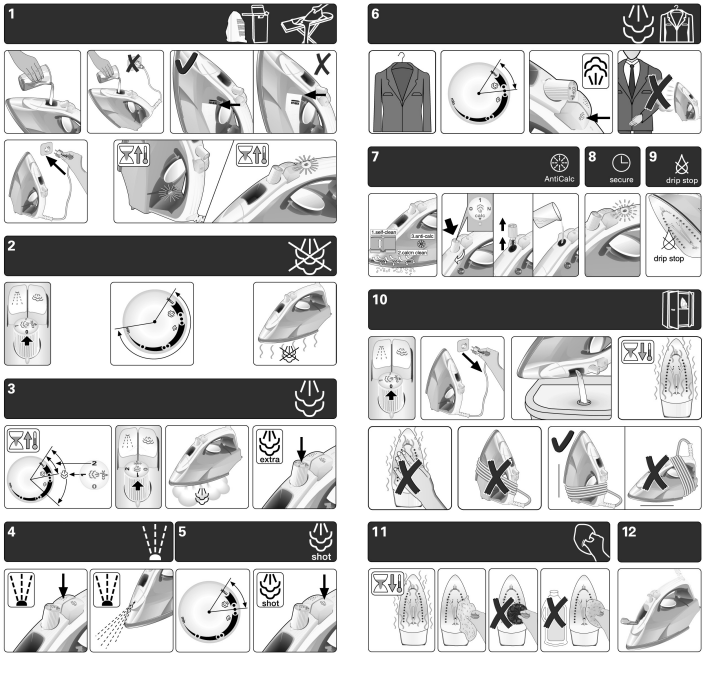 1
2
3
2
extra
4
5
shot
shot
6
7
AntiCalc
8
secure
9
drip stop
1.self-clean
3.anti-calc
2.calc'n clean
calc
drip stop
10
11
12